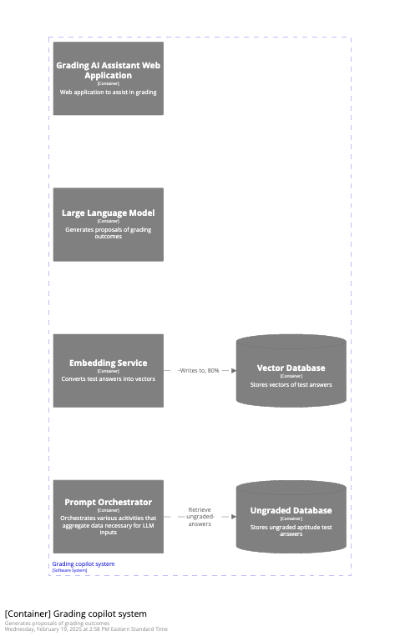 Grading AI Assistant Web
Application
[Container]
Web application to assist in grading
Large Language Model
[Container]
Generates proposals of grading
outcomes
Embedding Service
[Container]
Converts test answers into vectors
Writes to, 80%
Vector Database
[Container]
Stores vectors of test answers
Prompt Orchestrator
[Container]
Orchestrates various acitivities that
aggregate data necessary for LLM
inputs
Retrieve
ungraded
answers
Ungraded Database
[Container]
Stores ungraded aptitude test
answers
Grading copilot system
[Software System]
[Container] Grading copilot system
Generates proposals of grading outcomes
Wednesday, February 19, 2025 at 2:58 PM Eastern Standard Time